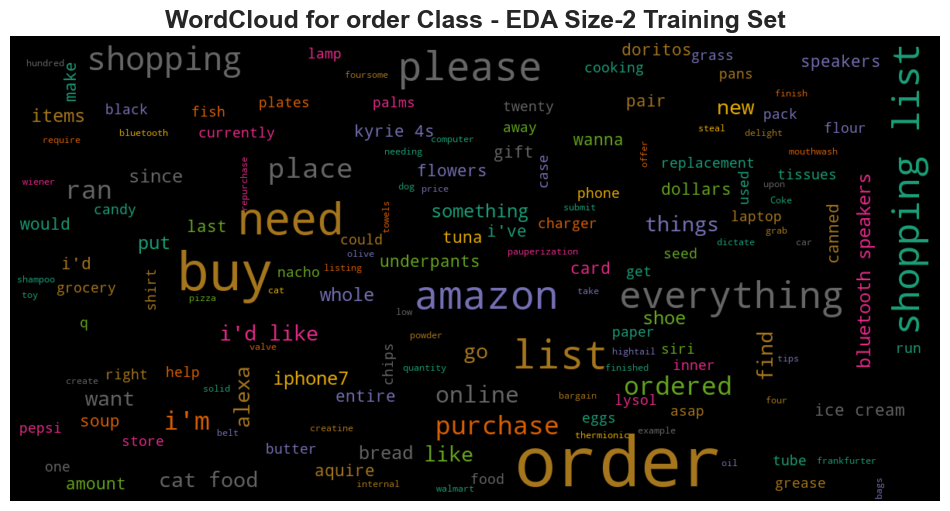 WordCloud for order Class - EDA Size-2 Training Set
hundred
shopping
lamp
foursome
please
doritos
grass
cooking
pans
speakers
shopping list
make
items
black
fish
plates
palms
twenty
pair
new
finish
pack
flour
require
bluetooth
currently
kyrie 4s
computer
away
wanna
steal
delight
needing
gift
case
offer
replacement
mouthwash
wiener
ran
since
repurchase
place
dog
price
flowers
phone
dollars
used
tissues
upon
Coke
candy
would
put
last
need
towels
could
something
i've
submit
charger
things
laptop
grab
car
canned
bluetooth speakers
tuna
pauperization
seed
dictate
i'd
olive
listing
underpants
card
get
shampoo
toy
grocery
shirt
buy
nacho
pizza
cat
whole
amazon
take
everything
low
shoe
q
i'd like
valve
powder
paper
run
chips
go
list
hightail
siri
find
tips
finished
inner
create
right
help
solid
alexa
iphone7
quantity
entire
online
bargain
ordered
lysol
four
want
soup
i'm
belt
creatine
purchase
eggs
asap
ice cream
pepsi
store
butter
thermionic
example
one
bread
like
order
oil
tube
frankfurter
amount
cat food
aquire
internal
food
walmart
grease
bags